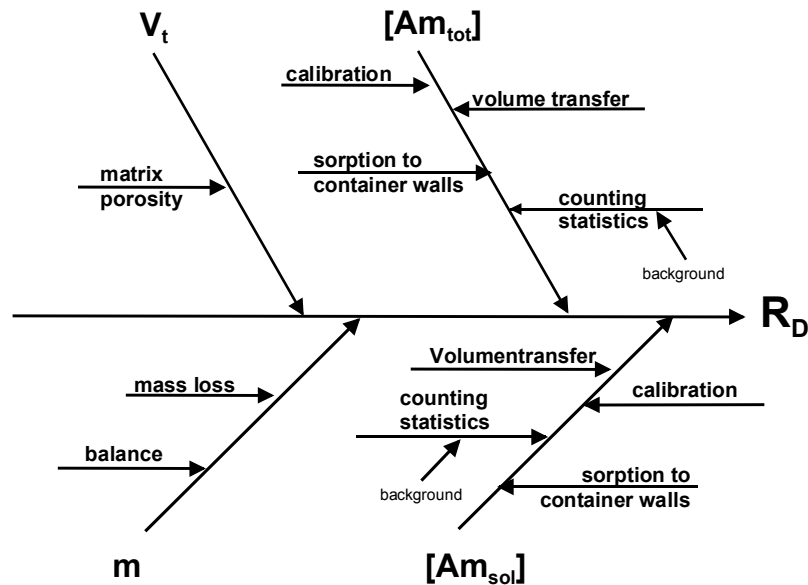 V_t
[Am_tot]
calibration
volume transfer
sorption to
container walls
matrix
porosity
counting
statistics
background
R_D
Volumentransfer
mass loss
calibration
counting
statistics
balance
background
sorption to
container walls
m
[Am_sol]